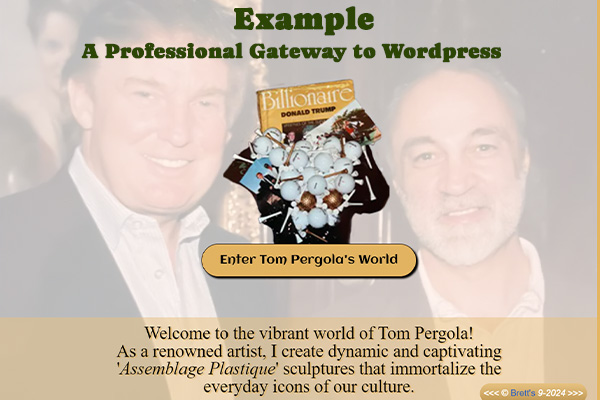 Example
A Professional Gateway to Wordpress
Billionaire
DONALD TRUMP
Enter Tom Pergola's World
Welcome to the vibrant world of Tom Pergola!
As a renowned artist, I create dynamic and captivating
'Assemblage Plastique' sculptures that immortalize the
everyday icons of our culture.
<<< © Brett's 9-2024 >>>